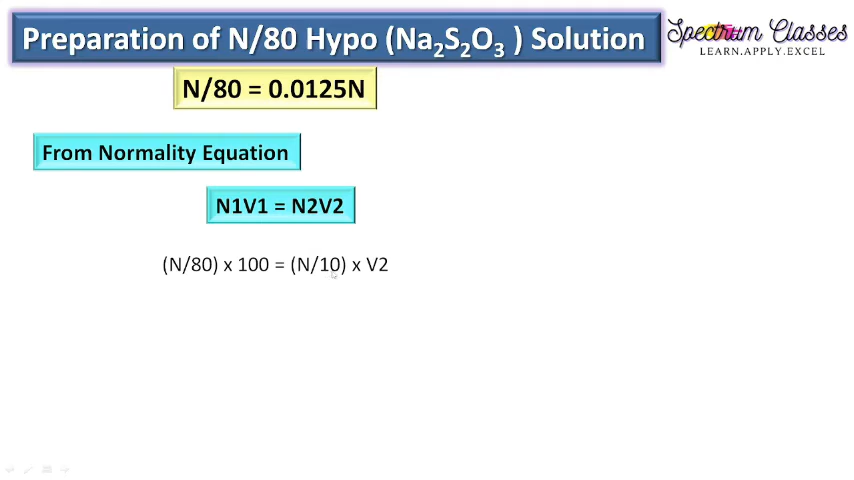 Preparation of N/80 Hypo (Na₂S₂O₃ ) Solution
Spectrum Classes
LEARN.APPLY.EXCEL
N/80 = 0.0125N
From Normality Equation
N1V1 = N2V2
(N/80) x 100 = (N/10) x V2